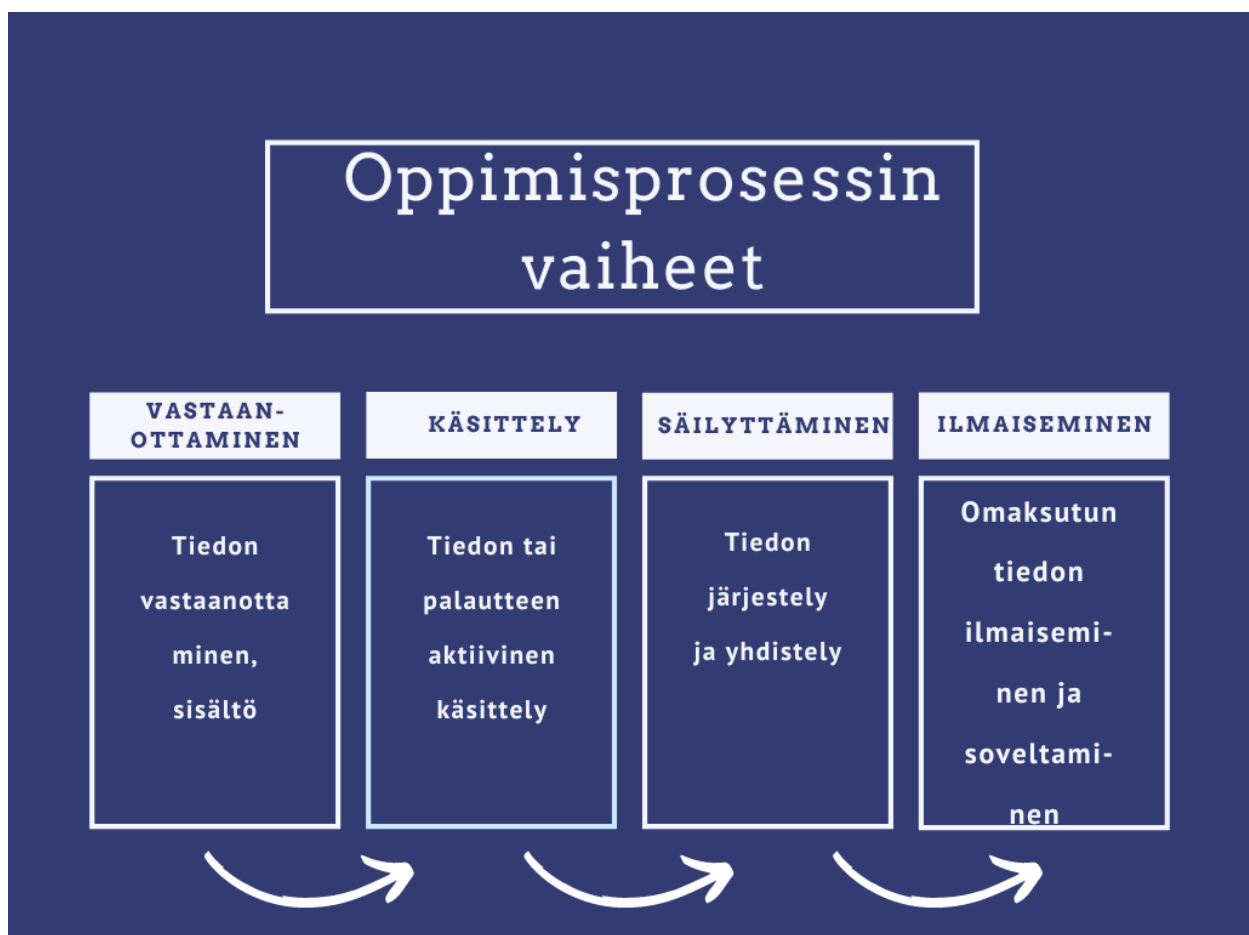 Oppimisprosessin
vaiheet
VASTAAN-
OTTAMINEN
Tiedon
vastaanotta
minen,
sisältö
KÄSITTELY
Tiedon tai
palautteen
aktiivinen
käsittely
SÄILYTTÄMINEN
Tiedon
järjestely
ja yhdistely
ILMAISEMINEN
Omaksutun
tiedon
ilmaisemi-
nen ja
soveltami-
nen